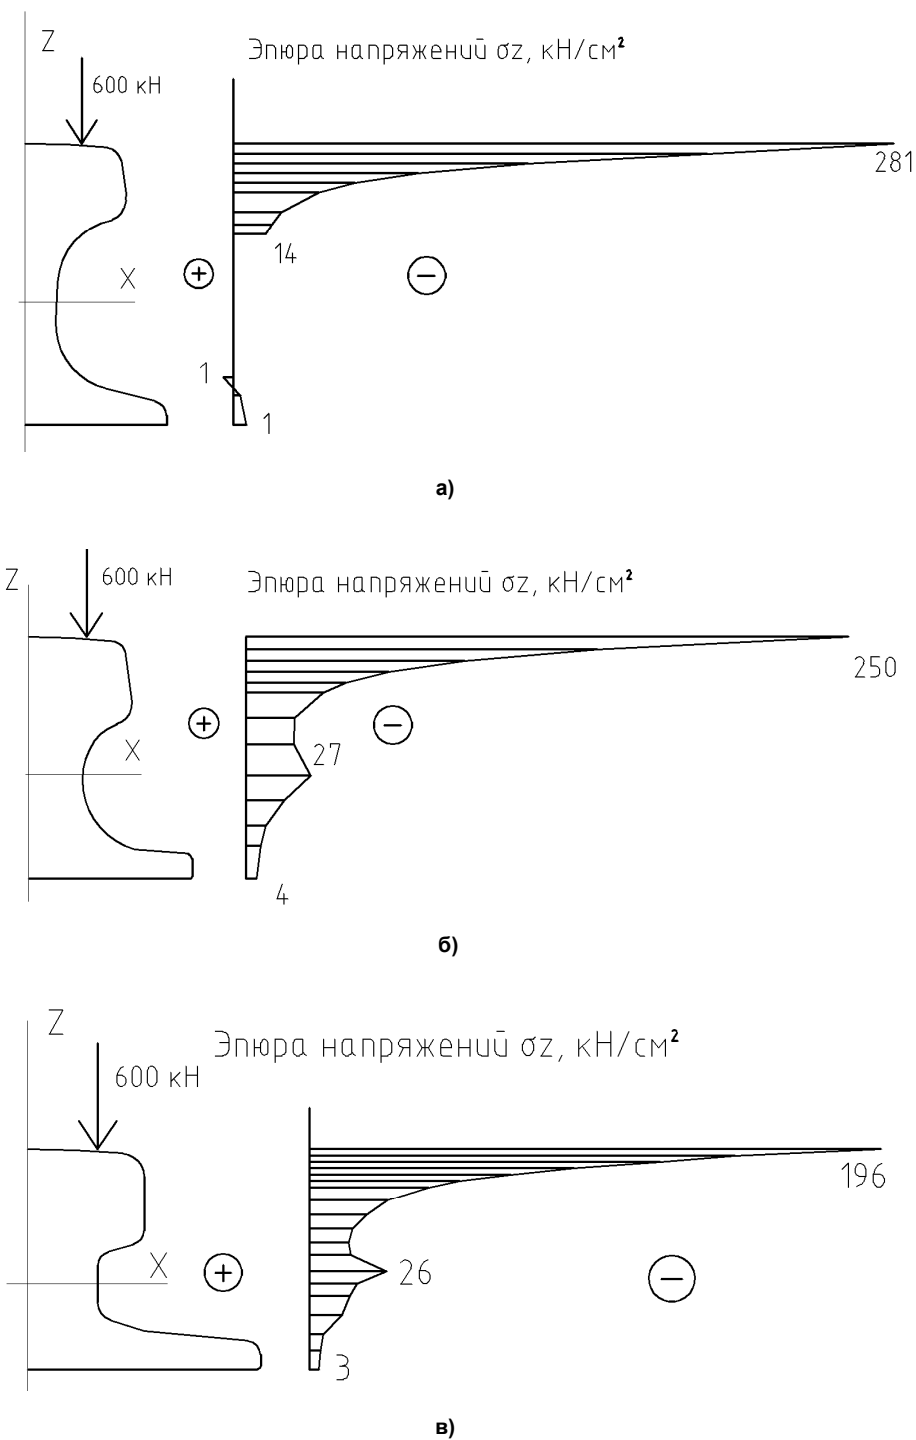 Z
Эпюра напряжений σz, кН/см²
600 кН
281
14
X
+
−
1
1
а)
600 кН
Z
Эпюра напряжений σz, кН/см²
250
+
−
X
27
4
б)
Z
Эпюра напряжений σz, кН/см²
600 кН
196
X
+
26
−
3
в)